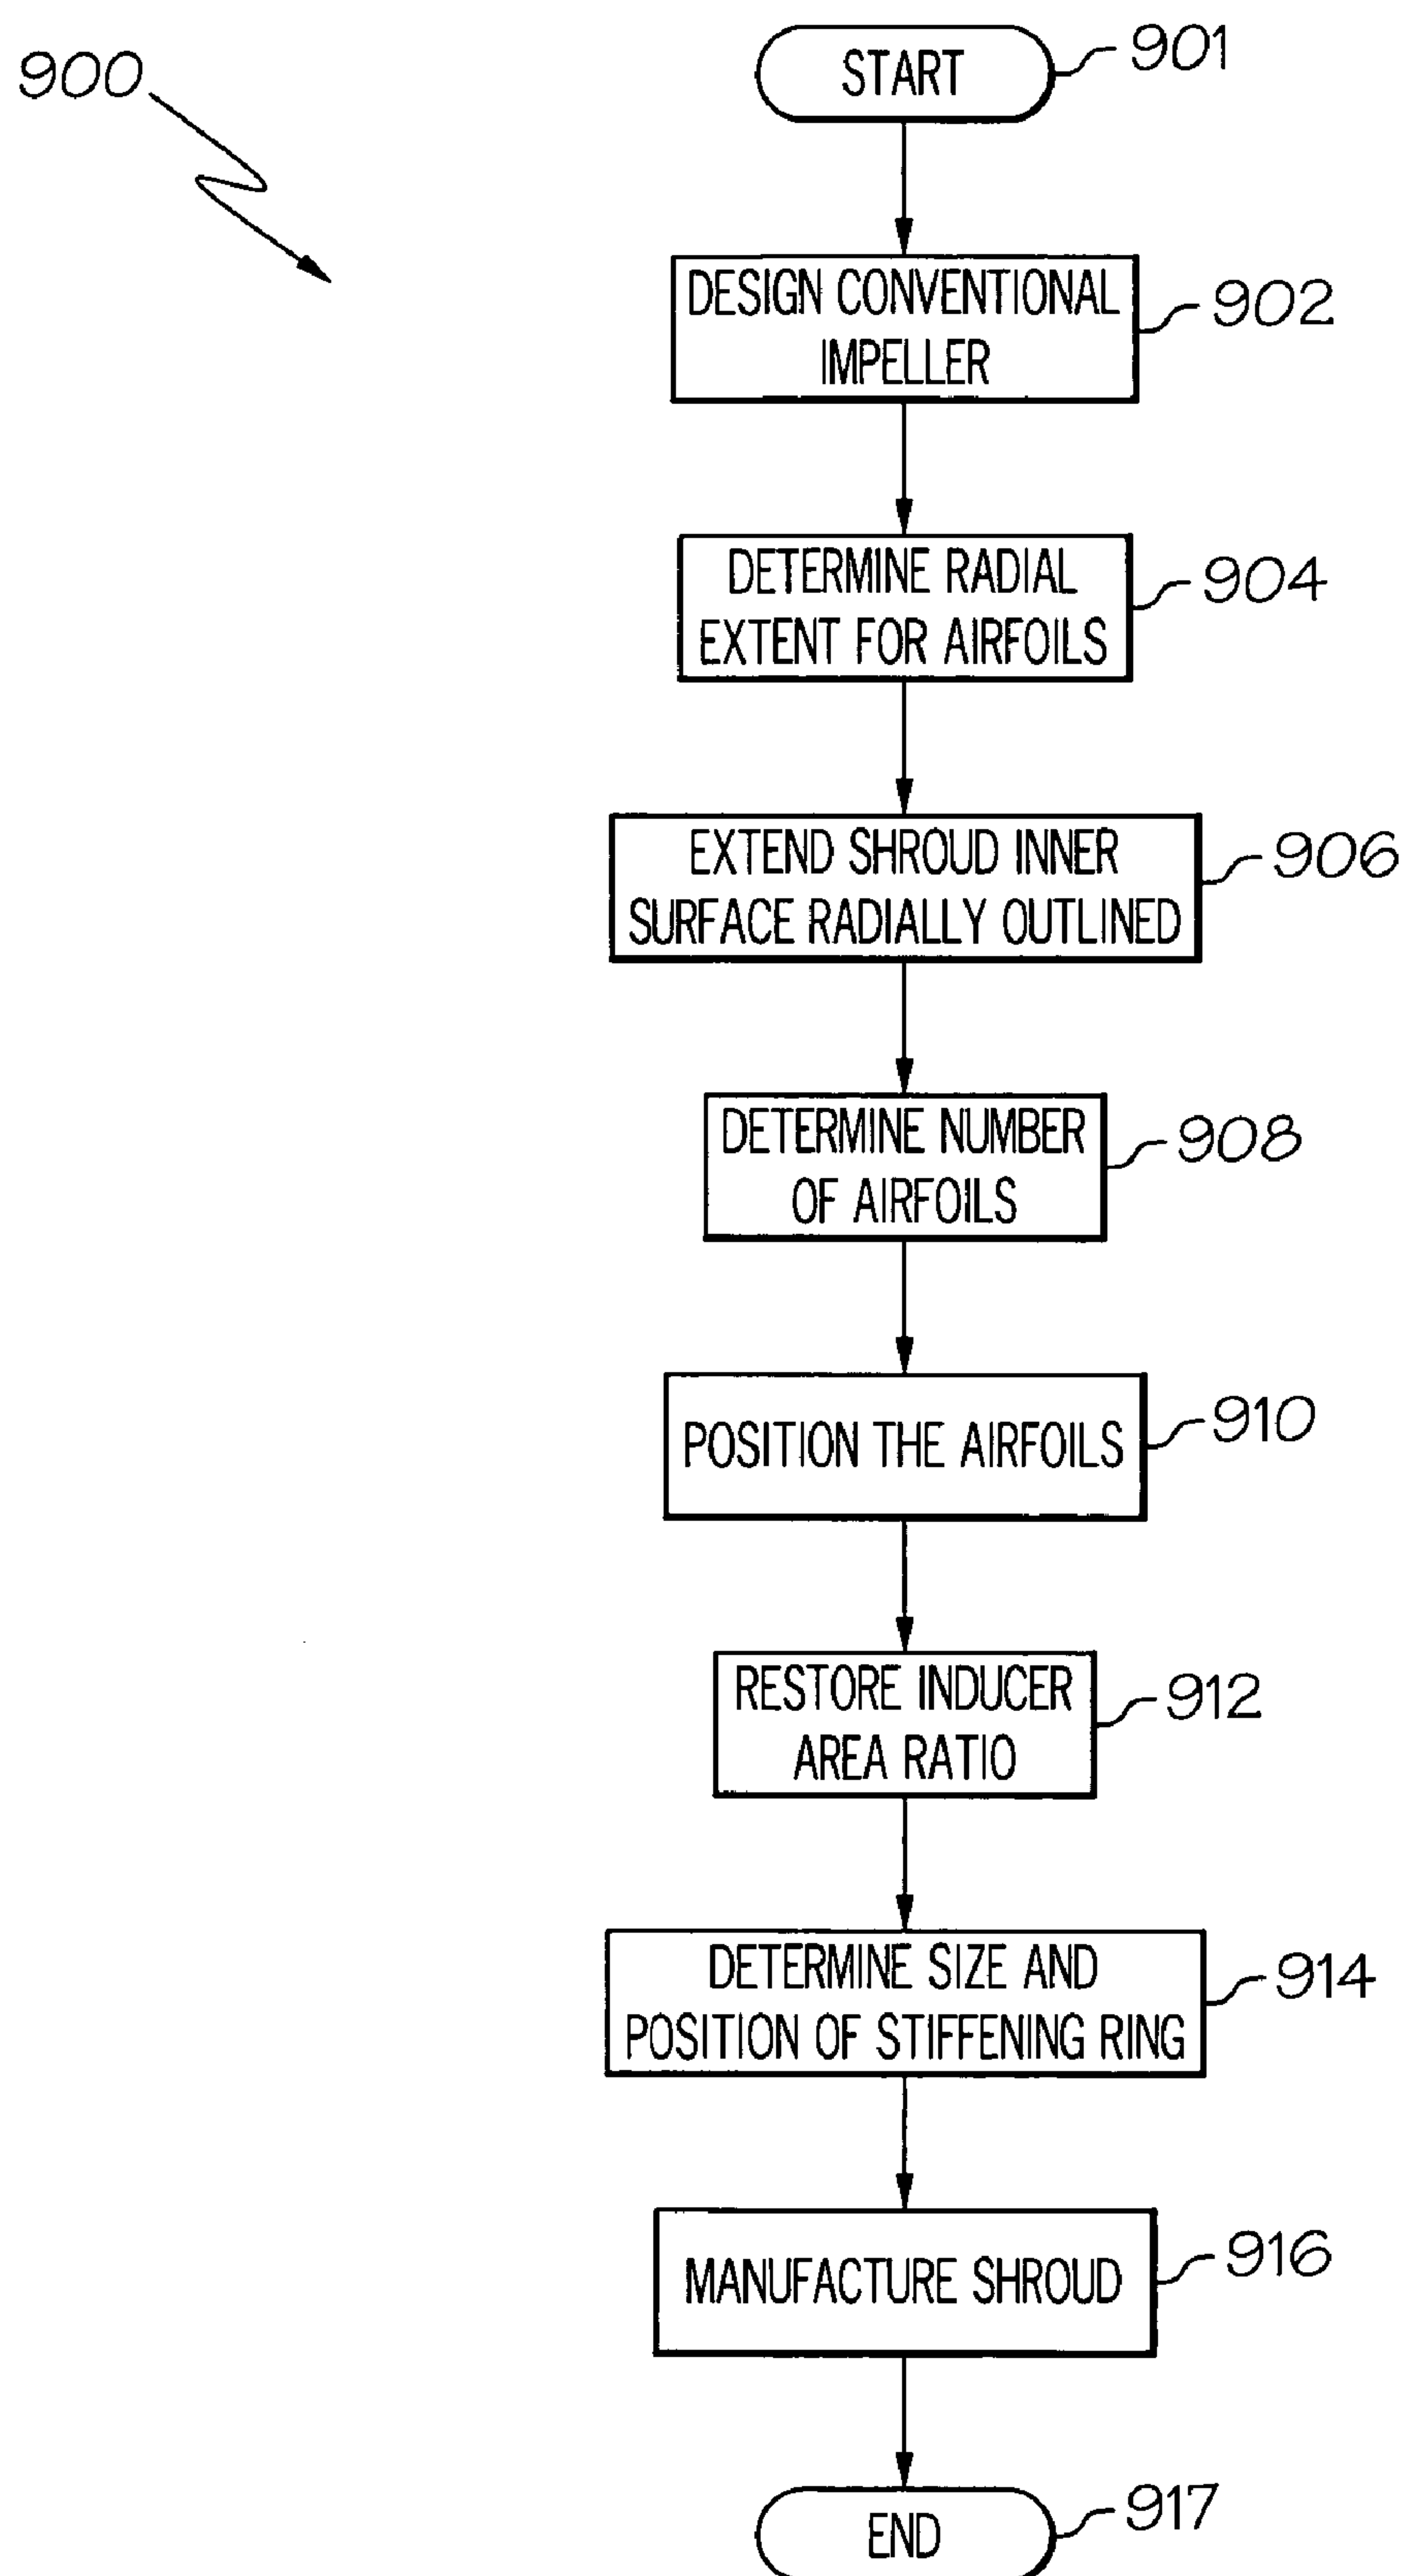 900
START
901
DESIGN CONVENTIONAL
IMPELLER
902
DETERMINE RADIAL
EXTENT FOR AIRFOILS
904
EXTEND SHROUD INNER
SURFACE RADIALLY OUTLINED
906
DETERMINE NUMBER
OF AIRFOILS
908
POSITION THE AIRFOILS
910
RESTORE INDUCER
AREA RATIO
912
DETERMINE SIZE AND
POSITION OF STIFFENING RING
914
MANUFACTURE SHROUD
916
END
917